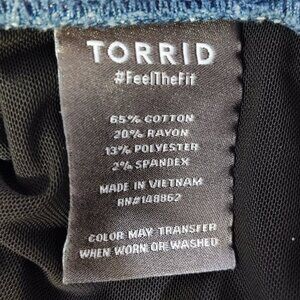 TORRID
#FeelTheFit
65% COTTON
20% RAYON
13% POLYESTER
2% SPANDEX
MADE IN VIETNAM
RN#148862
COLOR MAY TRANSFER
WHEN WORN OR WASHED